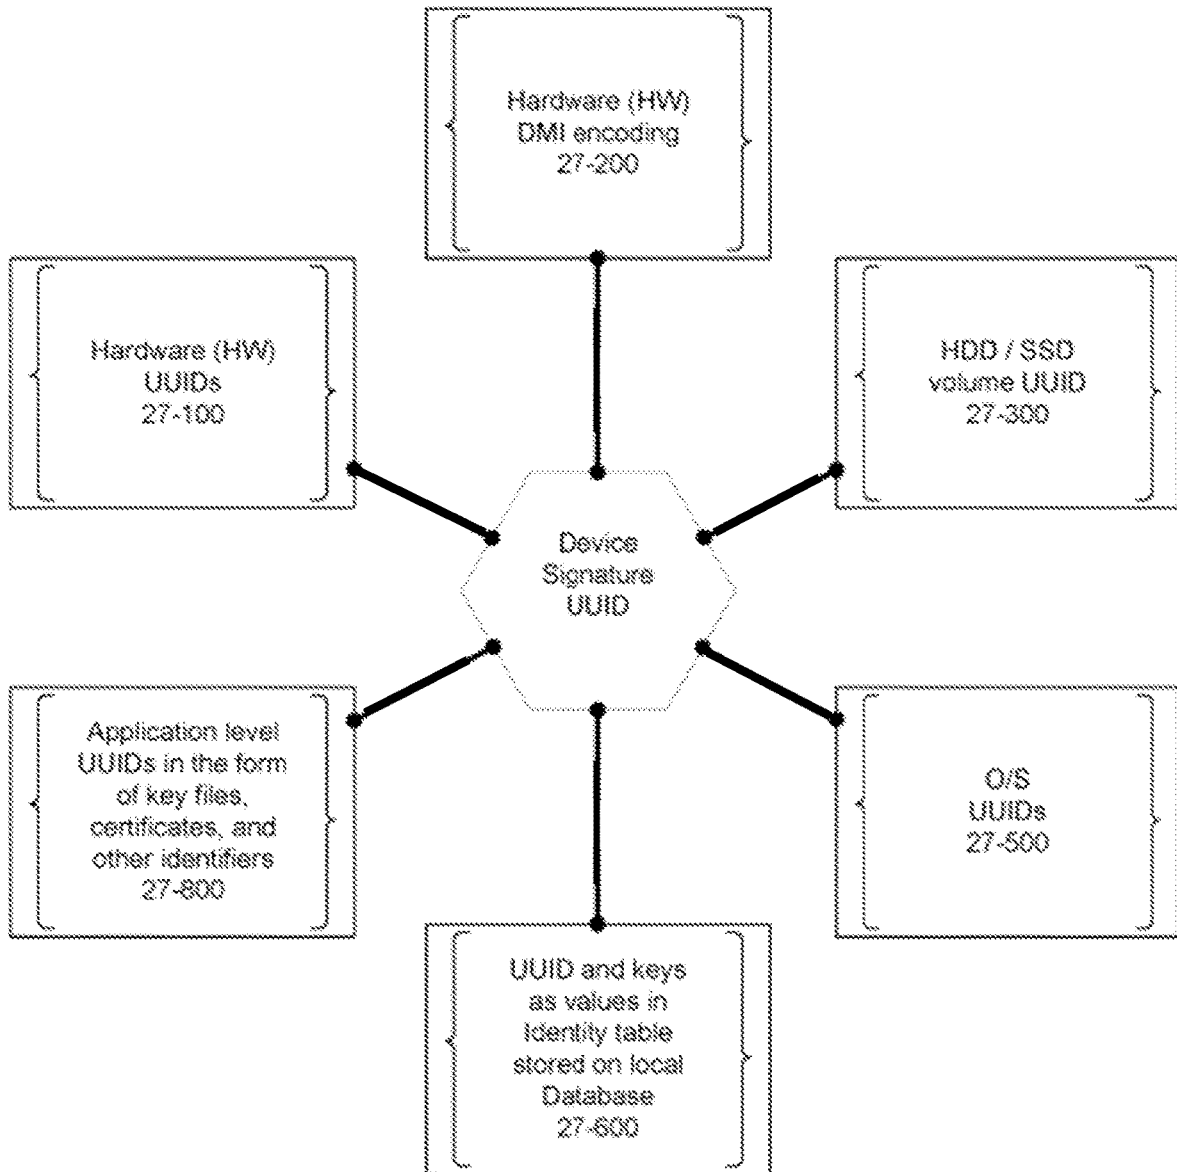 Hardware (HW)
DMI encoding
27-200
Hardware (HW)
UUIDs
27-100
HDD / SSD
volume UUID
27-300
Device
Signature
UUID
Application level
UUIDs in the form
of key files,
certificates, and
other identifiers
27-800
O/S
UUIDs
27-500
UUID and keys
as values in
Identity table
stored on local
Database
27-600